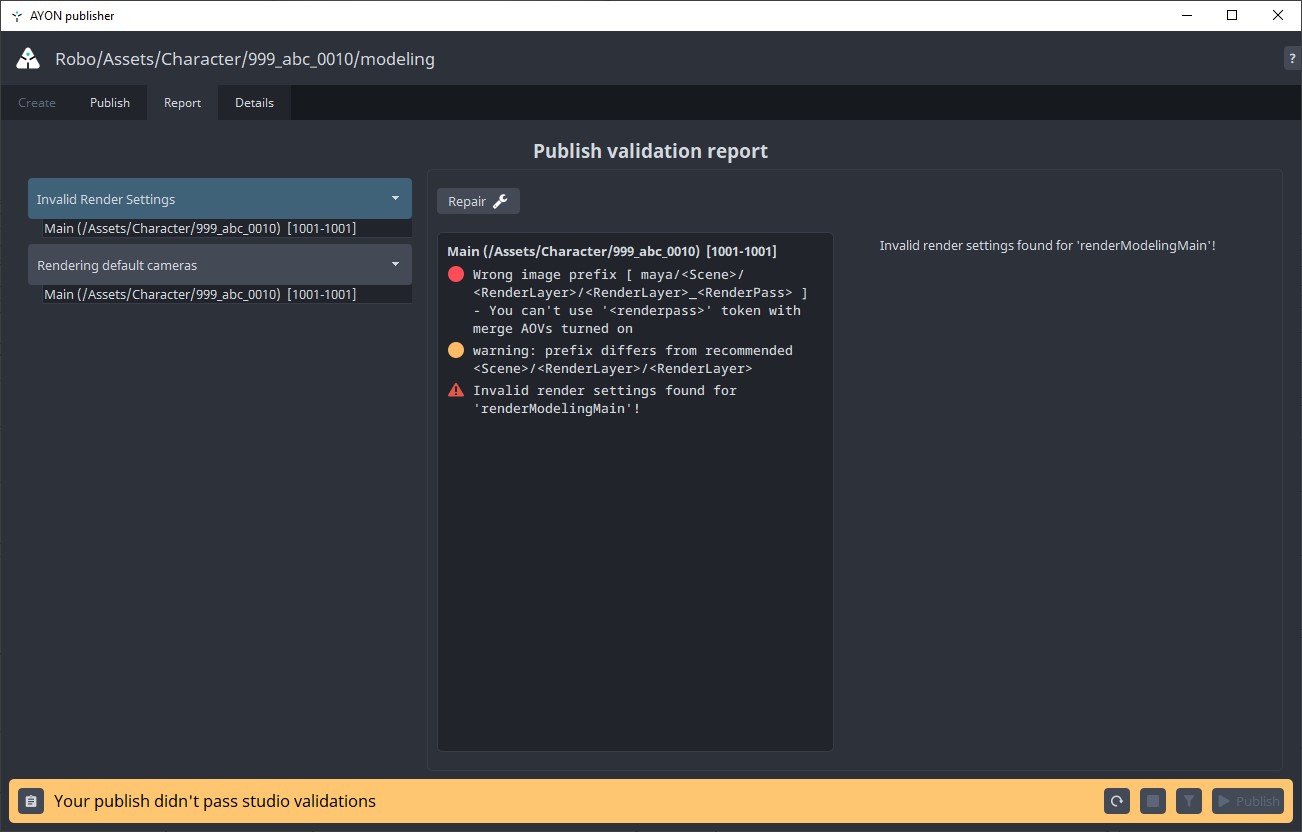 AYON publisher
Robo/Assets/Character/999_abc_0010/modeling
?
Create
Publish
Report
Details
Publish validation report
Invalid Render Settings
Main (/Assets/Character/999_abc_0010) [1001-1001]
Rendering default cameras
Main (/Assets/Character/999_abc_0010) [1001-1001]
Repair
Main (/Assets/Character/999_abc_0010) [1001-1001]
Wrong image prefix [ maya/<Scene>/
<RenderLayer>/<RenderLayer>_<RenderPass> ]
- You can't use '<renderpass>' token with
merge AOVs turned on
warning: prefix differs from recommended
<Scene>/<RenderLayer>/<RenderLayer>
Invalid render settings found for
'renderModelingMain'!
Invalid render settings found for 'renderModelingMain'!
Your publish didn't pass studio validations
Publish